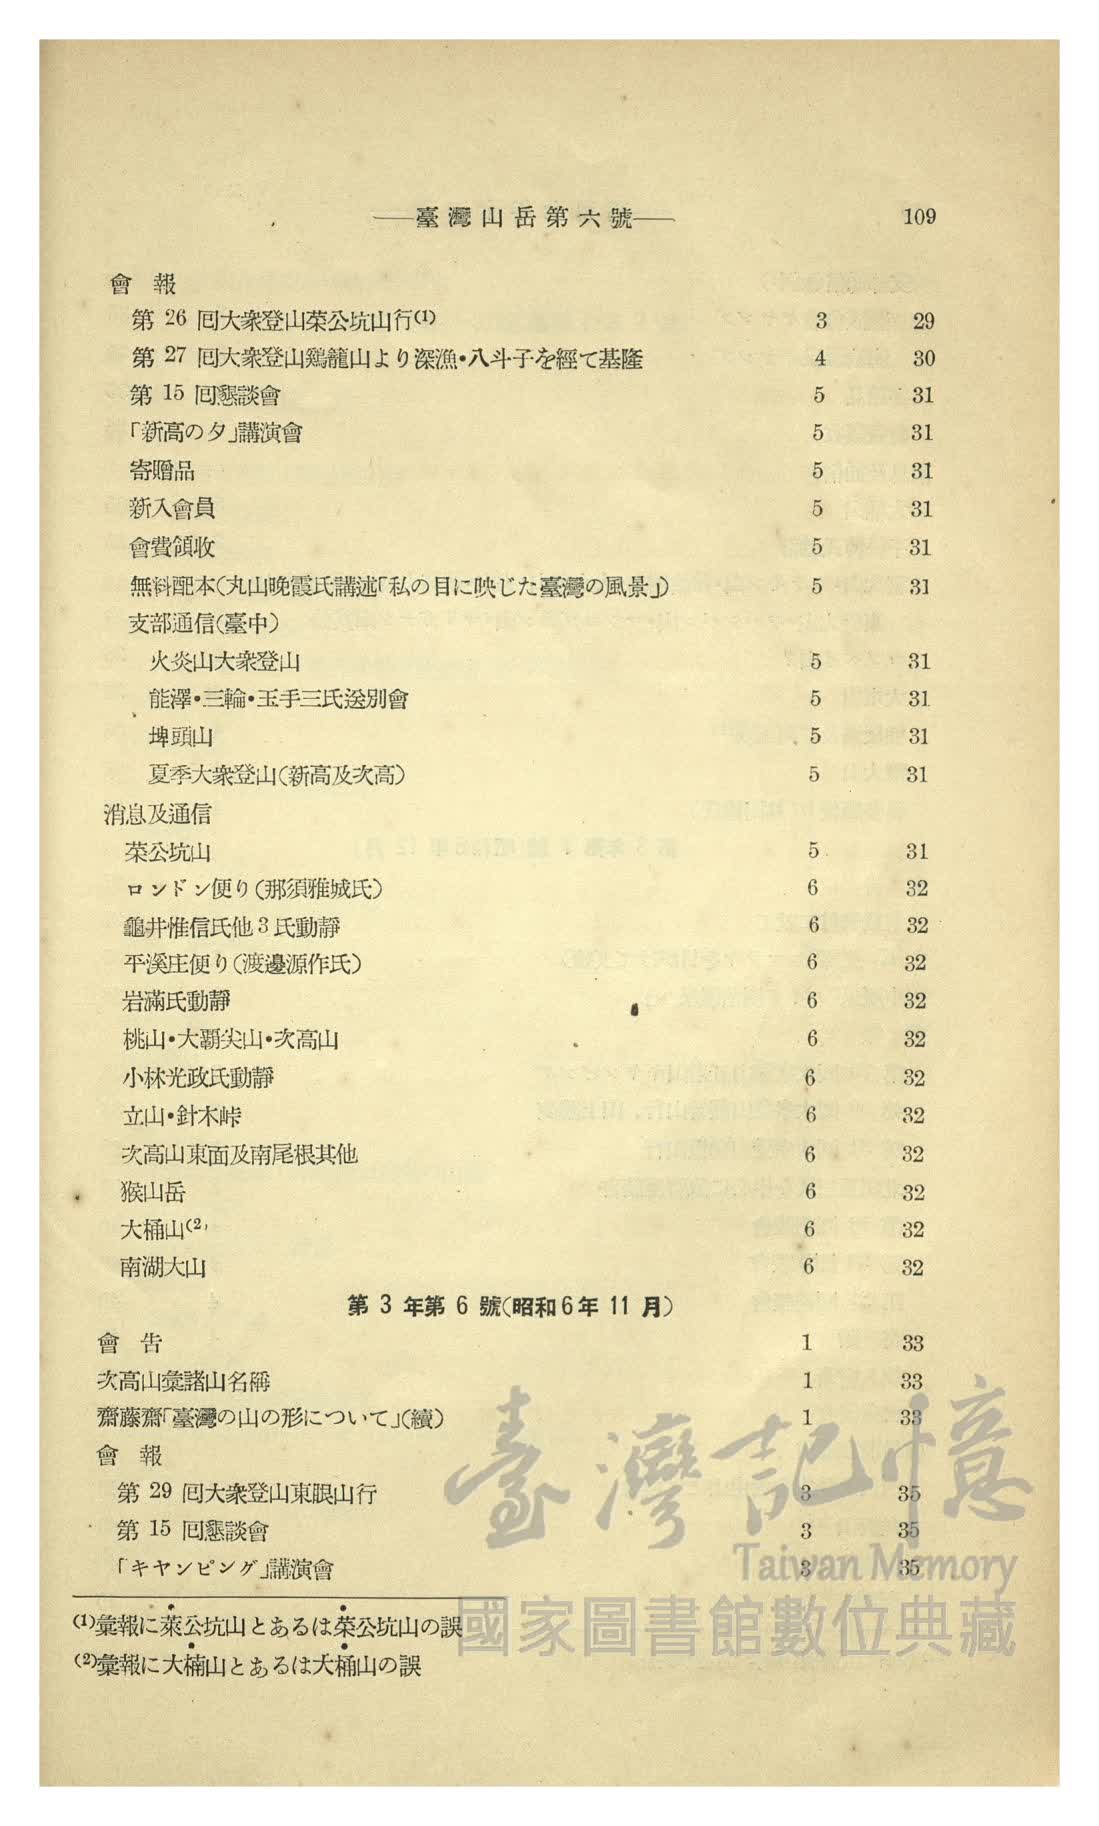 ——臺灣山岳第六號—— 109
會 報
第 26 回大衆登山菜公坑山行(1) 3 29
第 27 回大衆登山鷄籠山より深漁•八斗子を經て基隆 4 30
第 15 回懇談會 5 31
「新高の夕」講演會 5 31
寄贈品 5 31
新入會員 5 31
會費領收 5 31
無料配本(丸山晩霞氏講述「私の目に映じた臺灣の風景」) 5 31
支部通信(臺中)
火炎山大衆登山 5 31
能澤•三輪•玉手三氏送別會 5 31
埤頭山 5 31
夏季大衆登山(新高及次高) 5 31
消息及通信
菜公坑山 5 31
ロンドン便り(那須雅城氏) 6 32
龜井惟信氏他3氏動靜 6 32
平溪庄便り(渡邊源作氏) 6 32
岩滿氏動靜 6 32
桃山•大霸尖山•次高山 6 32
小林光政氏動靜 6 32
立山•針木峠 6 32
次高山東面及南尾根其他 6 32
猴山岳 6 32
大桶山(2) 6 32
南湖大山 6 32
第 3 年第 6 號(昭和6年 11 月)
會 告 1 33
次高山彙諸山名稱 1 33
齋藤齋「臺灣の山の形について」(續) 1 33
會 報
第 29 回大衆登山東眼山行 3 35
第 15 回懇談會 3 35
「キヤンピング」講演會 3 35
(1)彙報に萊公坑山とあるは菜公坑山の誤
(2)彙報に大楠山とあるは大桶山の誤
臺灣記憶
Taiwan Memory
國家圖書館數位典藏